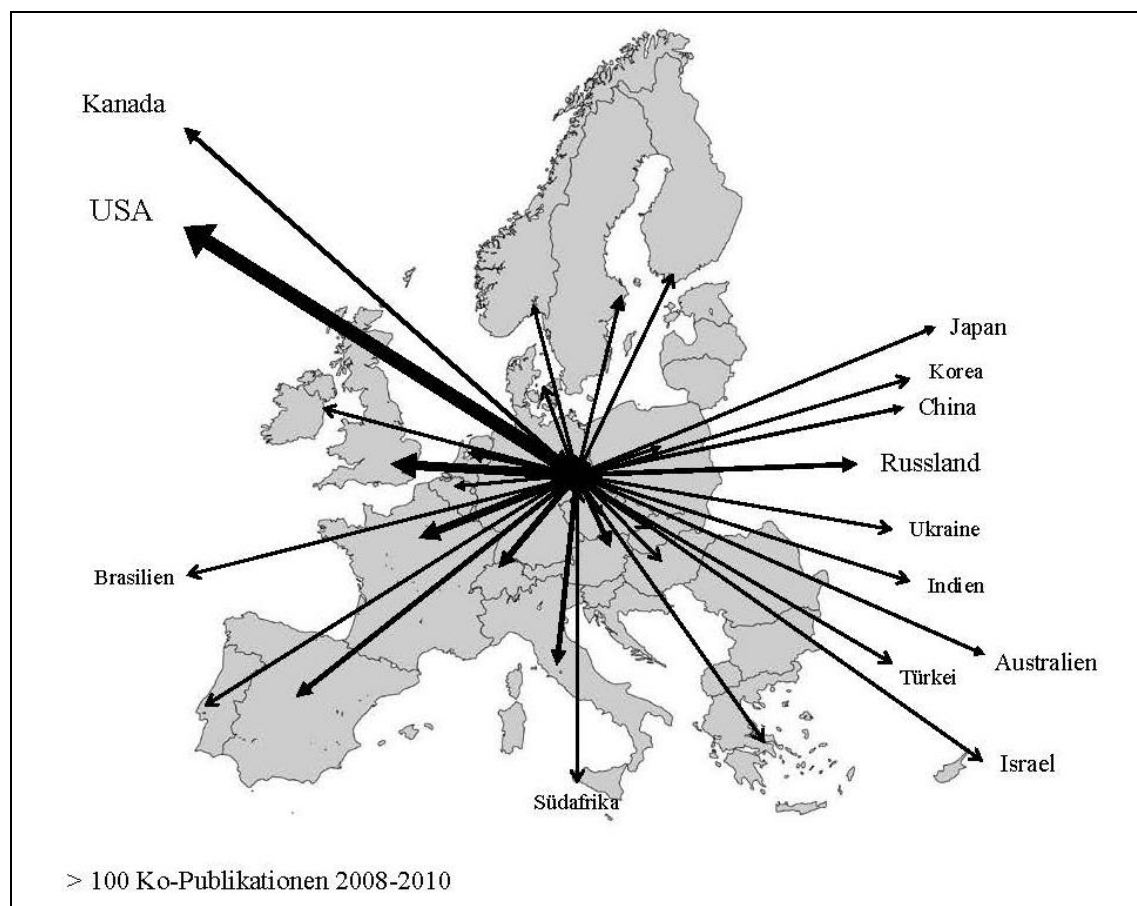 Kanada
USA
Japan
Korea
China
Russland
Ukraine
Brasilien
Indien
Australien
Türkei
Israel
Südafrika
> 100 Ko-Publikationen 2008-2010